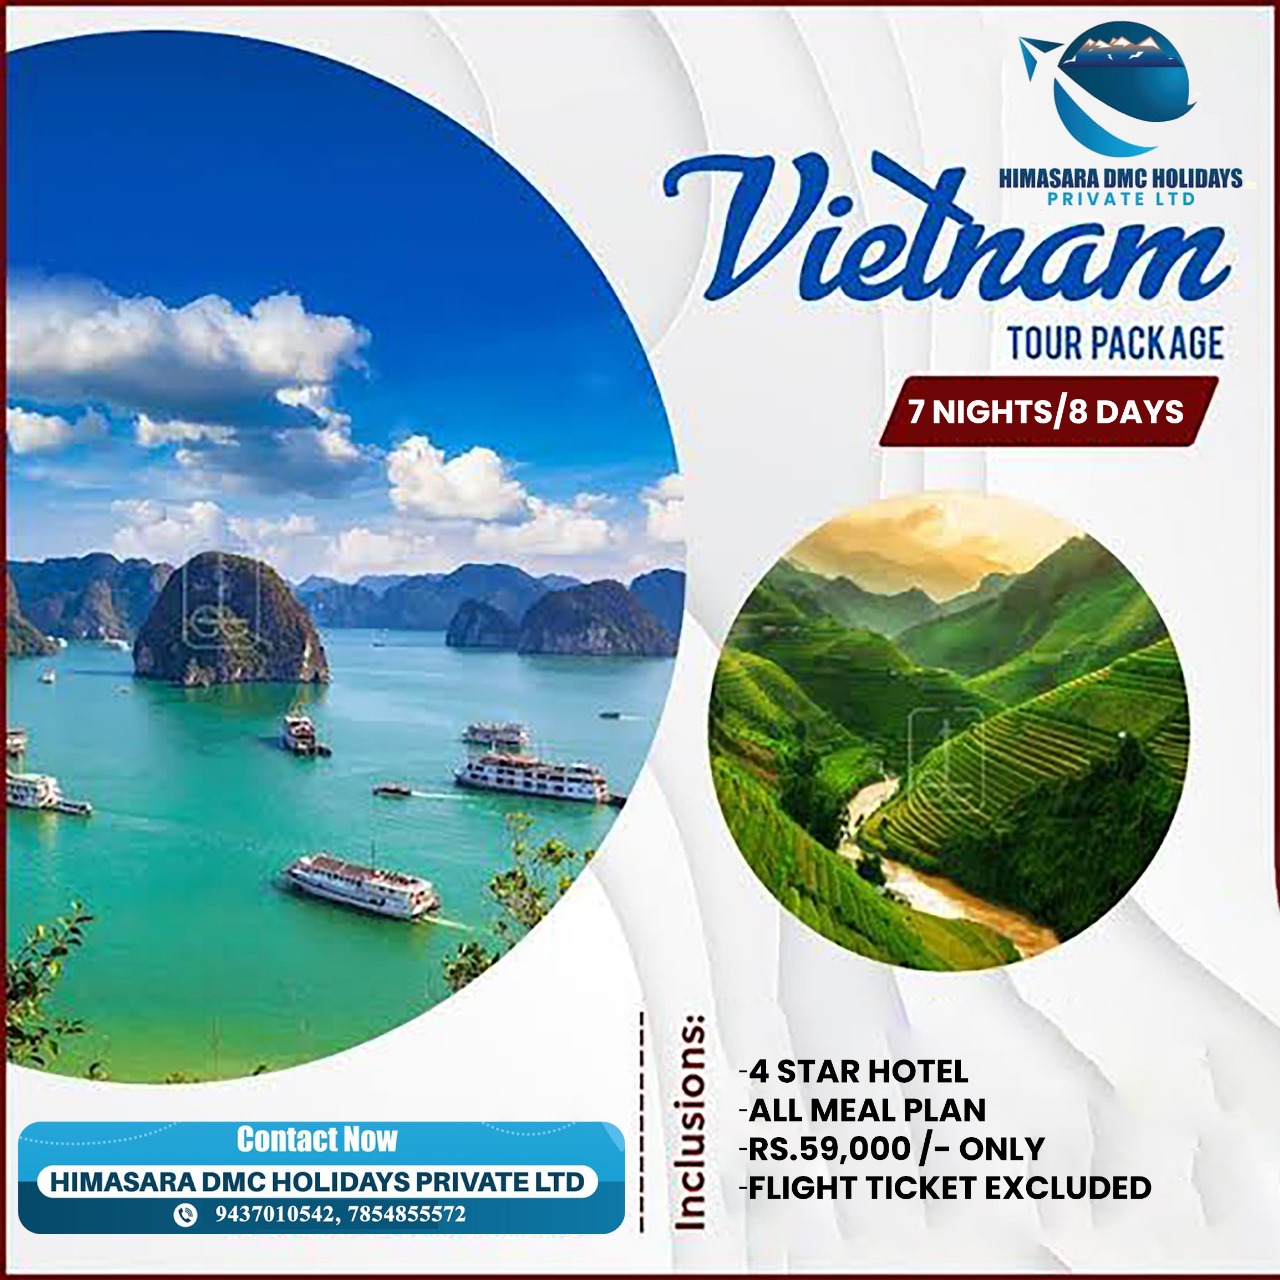 HIMASARA DMC HOLIDAYS
PRIVATE LTD
Vietnam
TOUR PACKAGE
7 NIGHTS/8 DAYS
Inclusions:
-4 STAR HOTEL
-ALL MEAL PLAN
-RS.59,000 /- ONLY
-FLIGHT TICKET EXCLUDED
Contact Now
HIMASARA DMC HOLIDAYS PRIVATE LTD
9437010542, 7854855572